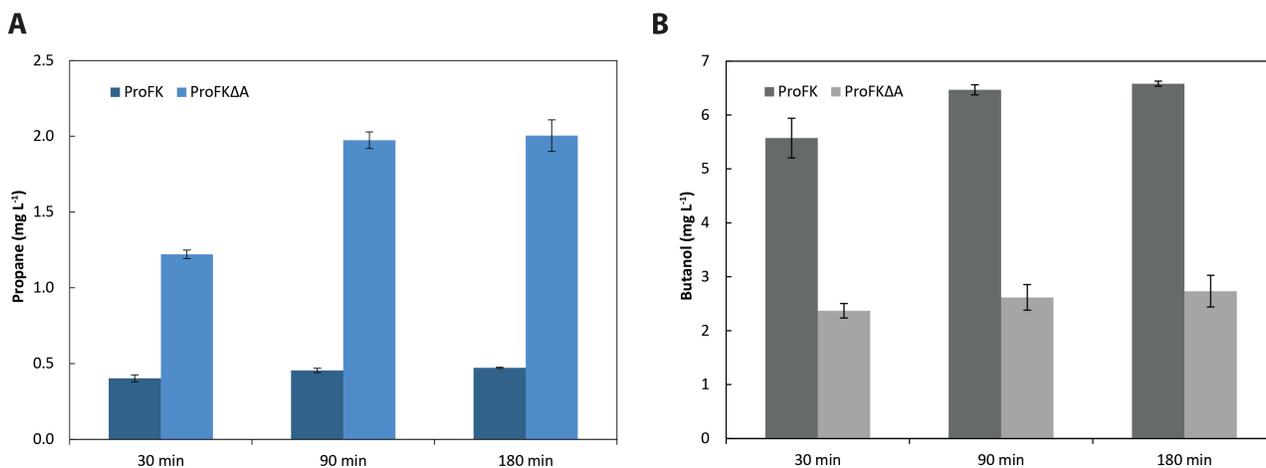 A
2.5
2.0
1.5
1.0
0.5
0.0
Propane (mg L-1)
ProFK ProFKΔA
30 min 90 min 180 min
B
7
6
5
4
3
2
1
0
Butanol (mg L-1)
ProFK ProFKΔA
30 min 90 min 180 min